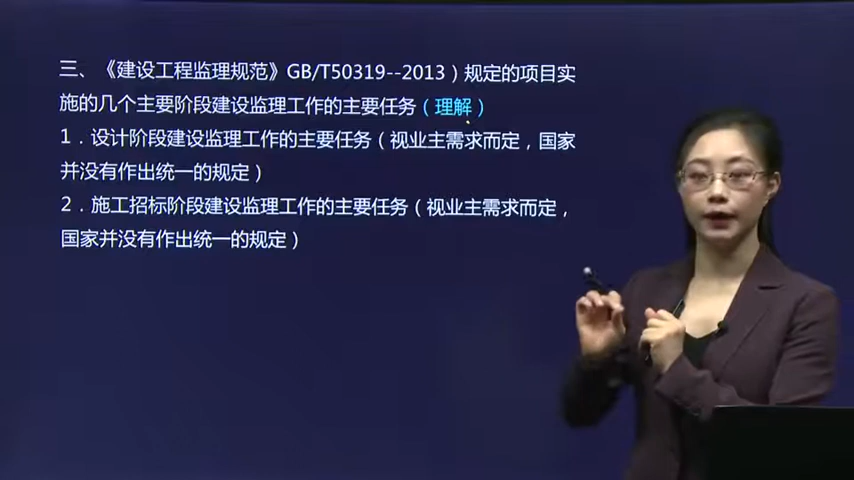 三、《建设工程监理规范》GB/T50319--2013）规定的项目实
施的几个主要阶段建设监理工作的主要任务（理解）
1．设计阶段建设监理工作的主要任务（视业主需求而定，国家
并没有作出统一的规定）
2．施工招标阶段建设监理工作的主要任务（视业主需求而定，
国家并没有作出统一的规定）